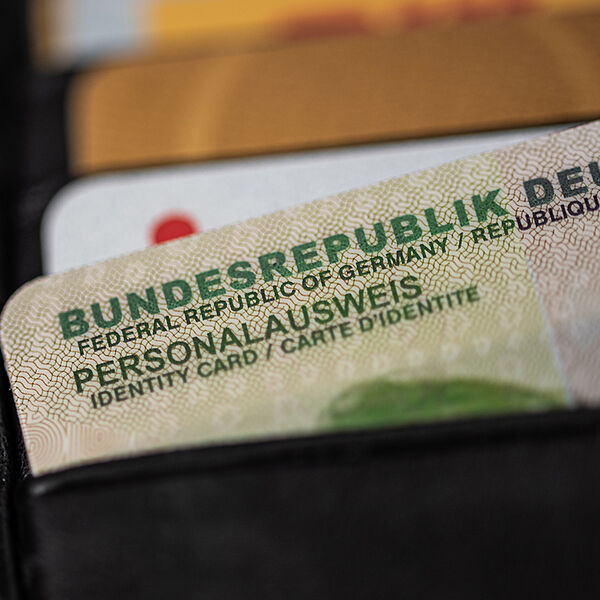 BUNDESREPUBLIK DEU
FEDERAL REPUBLIC OF GERMANY / REPUBLIQU
PERSONALAUSWEIS
IDENTITY CARD / CARTE D'IDENTITE